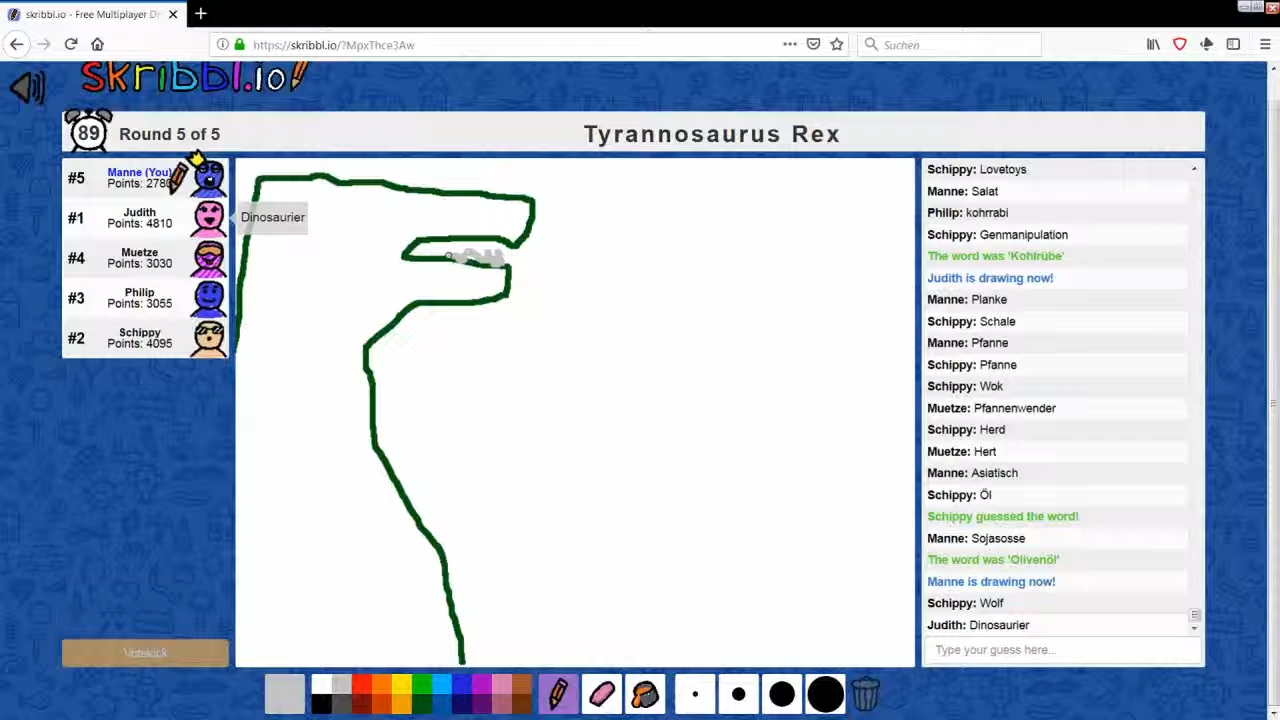 skribbl.io - Free Multiplayer Dr
https://skribbl.io/?MpxThce3Aw
Suchen
skribbl.io!
89
Round 5 of 5
Tyrannosaurus Rex
#5
Manne (You)
Points: 2780
#1
Judith
Points: 4810
Dinosaurier
#4
Muetze
Points: 3030
#3
Philip
Points: 3055
#2
Schippy
Points: 4095
Votekick
Schippy: Lovetoys
Manne: Salat
Philip: kohrrabi
Schippy: Genmanipulation
The word was 'Kohlrübe'
Judith is drawing now!
Manne: Planke
Schippy: Schale
Manne: Pfanne
Schippy: Pfanne
Schippy: Wok
Muetze: Pfannenwender
Schippy: Herd
Muetze: Hert
Manne: Asiatisch
Schippy: Öl
Schippy guessed the word!
Manne: Sojasosse
The word was 'Olivenöl'
Manne is drawing now!
Schippy: Wolf
Judith: Dinosaurier
Type your guess here...